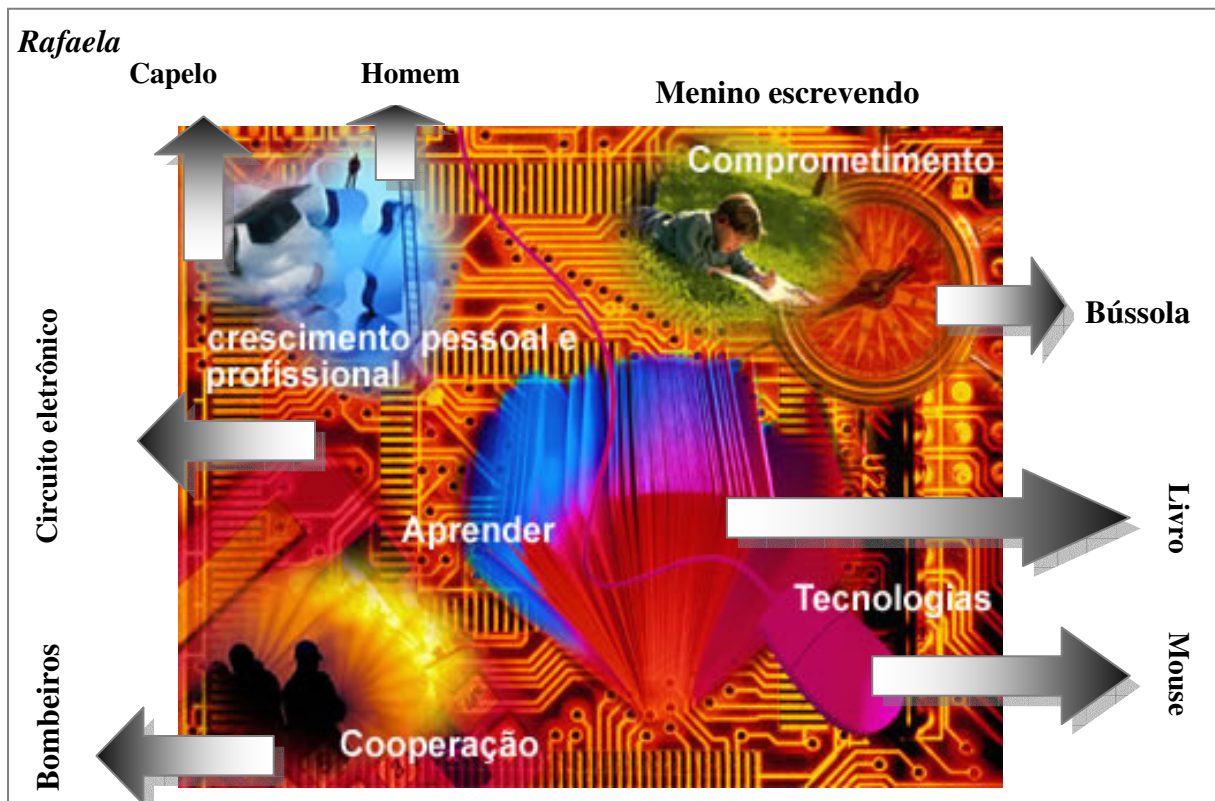 Rafaela
Capelo
Homem
Menino escrevendo
Comprometimento
crescimento pessoal e
profissional
Bússola
Circuito eletrônico
Aprender
Livro
Tecnologias
Mouse
Bombeiros
Cooperação